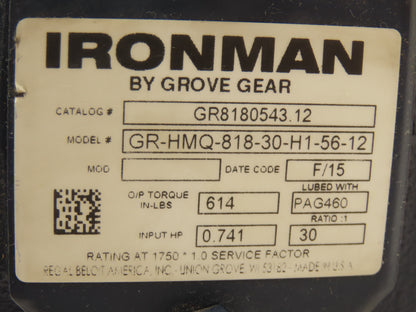 IRONMAN
BY GROVE GEAR
CATALOG # GR8180543.12
MODEL # GR-HMQ-818-30-H1-56-12
MOD DATE CODE F/15
O/P TORQUE IN-LBS 614 LUBED WITH PAG460
INPUT HP 0.741 RATIO :1 30
RATING AT 1750 * 1.0 SERVICE FACTOR
REGAL BELOIT AMERICA, INC. - UNION GROVE, WI 53182 - MADE IN U.S.A.